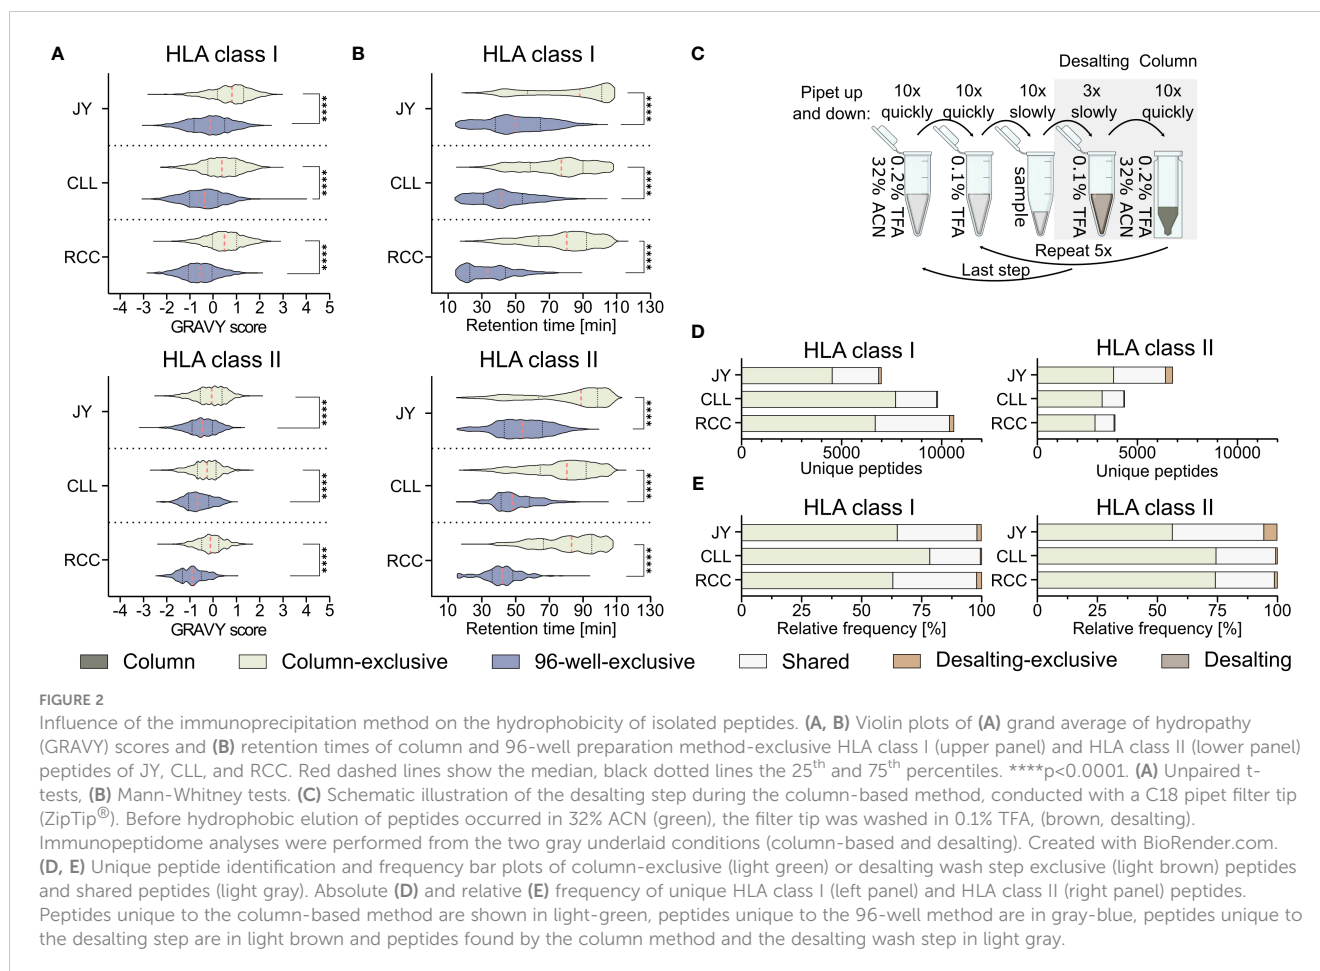 A
HLA class I
JY
CLL
RCC
****
****
****
-4 -3 -2 -1 0 1 2 3 4 5
GRAVY score
HLA class II
JY
CLL
RCC
****
****
****
-4 -3 -2 -1 0 1 2 3 4 5
GRAVY score
B
HLA class I
JY
CLL
RCC
****
****
****
10 30 50 70 90 110 130
Retention time [min]
HLA class II
JY
CLL
RCC
****
****
****
10 30 50 70 90 110 130
Retention time [min]
C
Desalting Column
Pipet up 10x 10x 10x 3x 10x
and down: quickly quickly slowly slowly quickly
0.2% TFA
32% ACN
0.1% TFA
sample
0.1% TFA
0.2% TFA
32% ACN
Repeat 5x
Last step
D
HLA class I
JY
CLL
RCC
0 5000 10000
Unique peptides
HLA class II
0 5000 10000
Unique peptides
E
HLA class I
JY
CLL
RCC
0 25 50 75 100
Relative frequency [%]
HLA class II
JY
CLL
RCC
0 25 50 75 100
Relative frequency [%]
JY
CLL
RCC
Column Column-exclusive 96-well-exclusive Shared Desalting-exclusive Desalting
FIGURE 2
Influence of the immunoprecipitation method on the hydrophobicity of isolated peptides. (A, B) Violin plots of (A) grand average of hydropathy
(GRAVY) scores and (B) retention times of column and 96-well preparation method-exclusive HLA class I (upper panel) and HLA class II (lower panel)
peptides of JY, CLL, and RCC. Red dashed lines show the median, black dotted lines the 25th and 75th percentiles. ****p<0.0001. (A) Unpaired t-
tests, (B) Mann-Whitney tests. (C) Schematic illustration of the desalting step during the column-based method, conducted with a C18 pipet filter tip
(ZipTip®). Before hydrophobic elution of peptides occurred in 32% ACN (green), the filter tip was washed in 0.1% TFA, (brown, desalting).
Immunopeptidome analyses were performed from the two gray underlaid conditions (column-based and desalting). Created with BioRender.com.
(D, E) Unique peptide identification and frequency bar plots of column-exclusive (light green) or desalting wash step exclusive (light brown) peptides
and shared peptides (light gray). Absolute (D) and relative (E) frequency of unique HLA class I (left panel) and HLA class II (right panel) peptides.
Peptides unique to the column-based method are shown in light-green, peptides unique to the 96-well method are in gray-blue, peptides unique to
the desalting step are in light brown and peptides found by the column method and the desalting wash step in light gray.